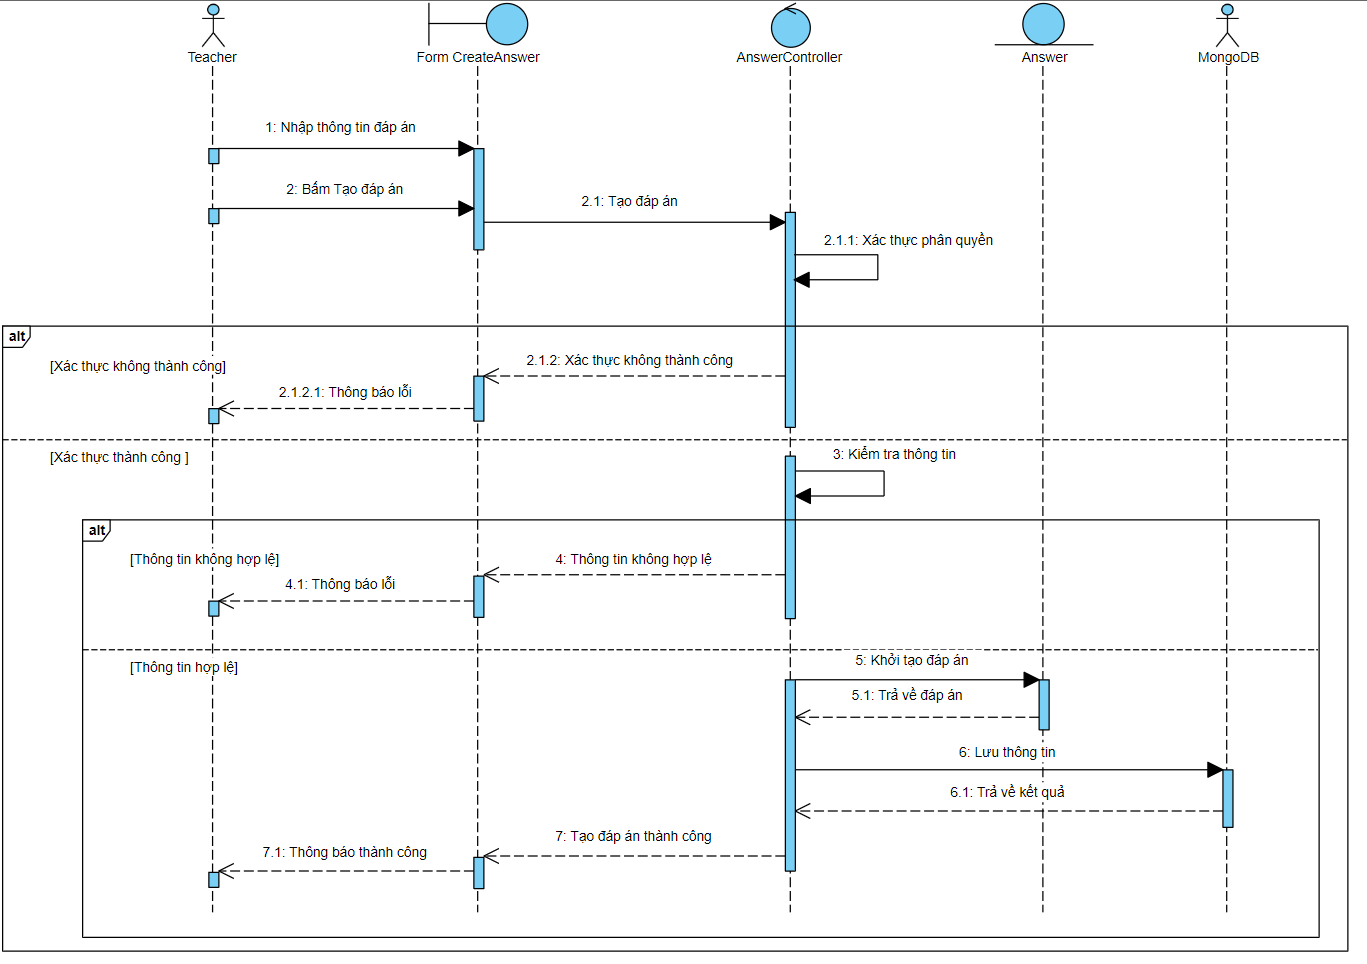 Teacher
Form CreateAnswer
AnswerController
Answer
MongoDB
1: Nhập thông tin đáp án
2: Bấm Tạo đáp án
2.1: Tạo đáp án
2.1.1: Xác thực phân quyền
alt
[Xác thực không thành công]
2.1.2: Xác thực không thành công
2.1.2.1: Thông báo lỗi
[Xác thực thành công ]
3: Kiểm tra thông tin
alt
[Thông tin không hợp lệ]
4: Thông tin không hợp lệ
4.1: Thông báo lỗi
[Thông tin hợp lệ]
5: Khởi tạo đáp án
5.1: Trả về đáp án
6: Lưu thông tin
6.1: Trả về kết quả
7: Tạo đáp án thành công
7.1: Thông báo thành công